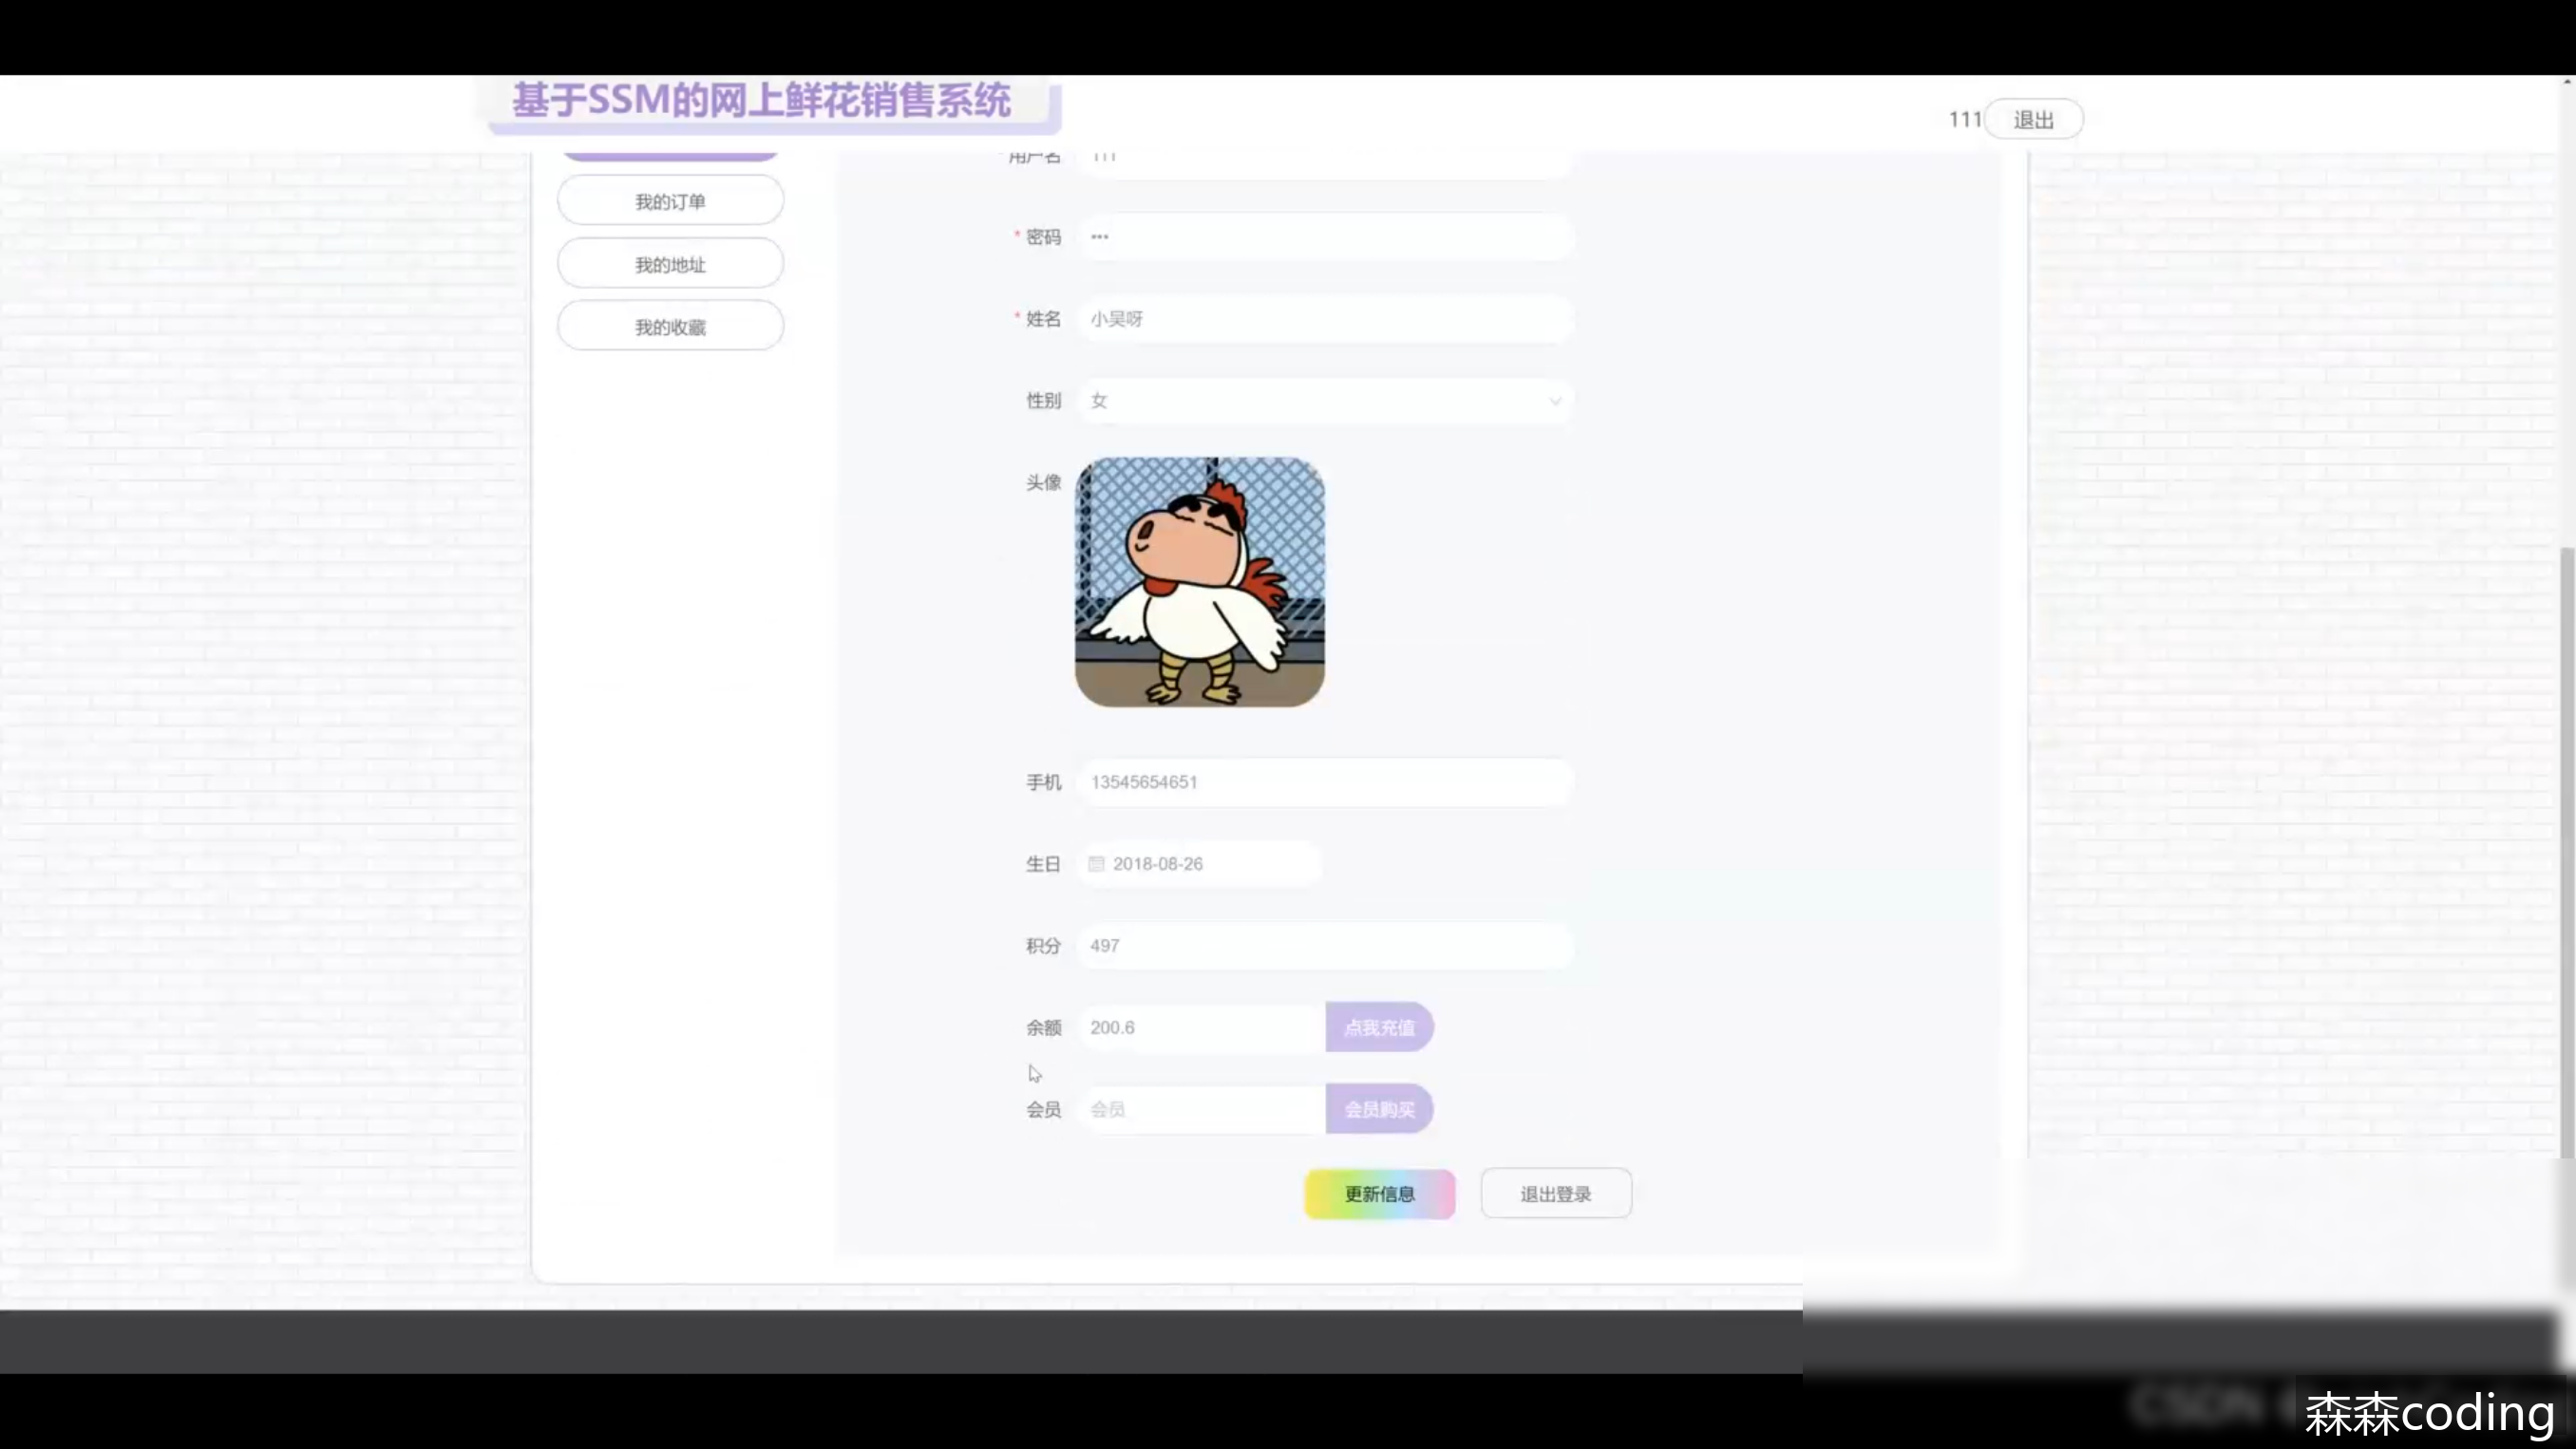 基于SSM的网上鲜花销售系统
111 退出
用户名 111
我的订单
* 密码 •••
我的地址
* 姓名 小吴呀
我的收藏
性别 女
头像
手机 13545654651
生日 2018-08-26
积分 497
余额 200.6 点我充值
会员 会员 会员购买
更新信息 退出登录
CSDN
森森coding